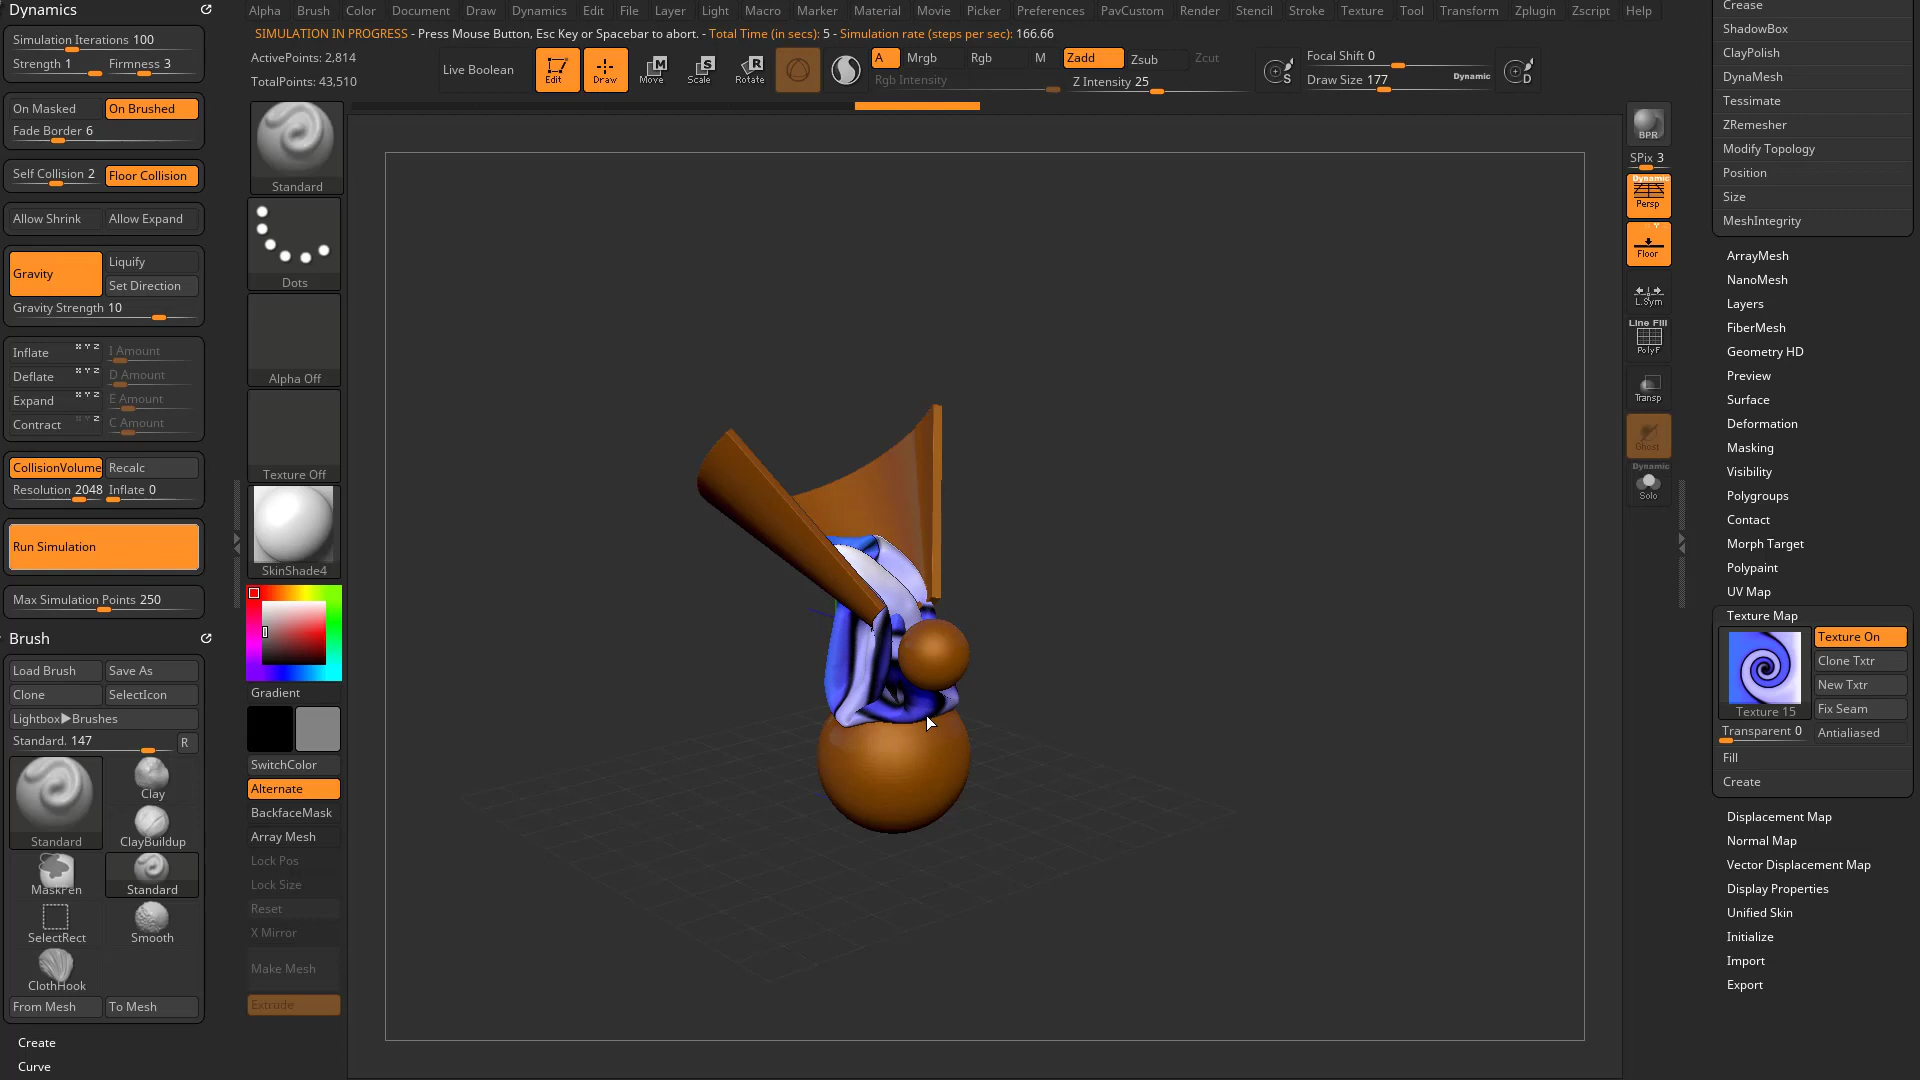 Dynamics
Simulation Iterations 100
Strength 1 Firmness 3
On Masked On Brushed
Fade Border 6
Self Collision 2 Floor Collision
Allow Shrink Allow Expand
Gravity Liquify
Set Direction
Gravity Strength 10
Inflate X Y Z I Amount
Deflate X Y Z D Amount
Expand X Y Z E Amount
Contract X Y Z C Amount
CollisionVolume Recalc
Resolution 2048 Inflate 0
Run Simulation
Max Simulation Points 250
Brush
Load Brush Save As
Clone SelectIcon
Lightbox▶Brushes
Standard. 147 R
Standard
Clay
ClayBuildup
MaskPen
Standard
SelectRect
Smooth
ClothHook
From Mesh To Mesh
Create
Curve
Alpha Brush Color Document Draw Dynamics Edit File Layer Light Macro Marker Material Movie Picker Preferences PavCustom Render Stencil Stroke Texture Tool Transform Zplugin Zscript Help
SIMULATION IN PROGRESS - Press Mouse Button, Esc Key or Spacebar to abort. - Total Time (in secs): 5 - Simulation rate (steps per sec): 166.66
ActivePoints: 2,814
TotalPoints: 43,510
Live Boolean
Edit
Draw
M
Move
S
Scale
R
Rotate
A Mrgb Rgb M
Rgb Intensity
Zadd Zsub Zcut
Z Intensity 25
S
Focal Shift 0
Draw Size 177 Dynamic
D
Standard
Dots
Alpha Off
Texture Off
SkinShade4
Gradient
SwitchColor
Alternate
BackfaceMask
Array Mesh
Lock Pos
Lock Size
Reset
X Mirror
Make Mesh
Extrude
BPR
SPix 3
Dynamic
Persp
Floor
L.Sym
Line Fill
PolyF
Transp
Ghost
Dynamic
Solo
Crease
ShadowBox
ClayPolish
DynaMesh
Tessimate
ZRemesher
Modify Topology
Position
Size
MeshIntegrity
ArrayMesh
NanoMesh
Layers
FiberMesh
Geometry HD
Preview
Surface
Deformation
Masking
Visibility
Polygroups
Contact
Morph Target
Polypaint
UV Map
Texture Map
Texture On
Clone Txtr
New Txtr
Texture 15 Fix Seam
Transparent 0 Antialiased
Fill
Create
Displacement Map
Normal Map
Vector Displacement Map
Display Properties
Unified Skin
Initialize
Import
Export